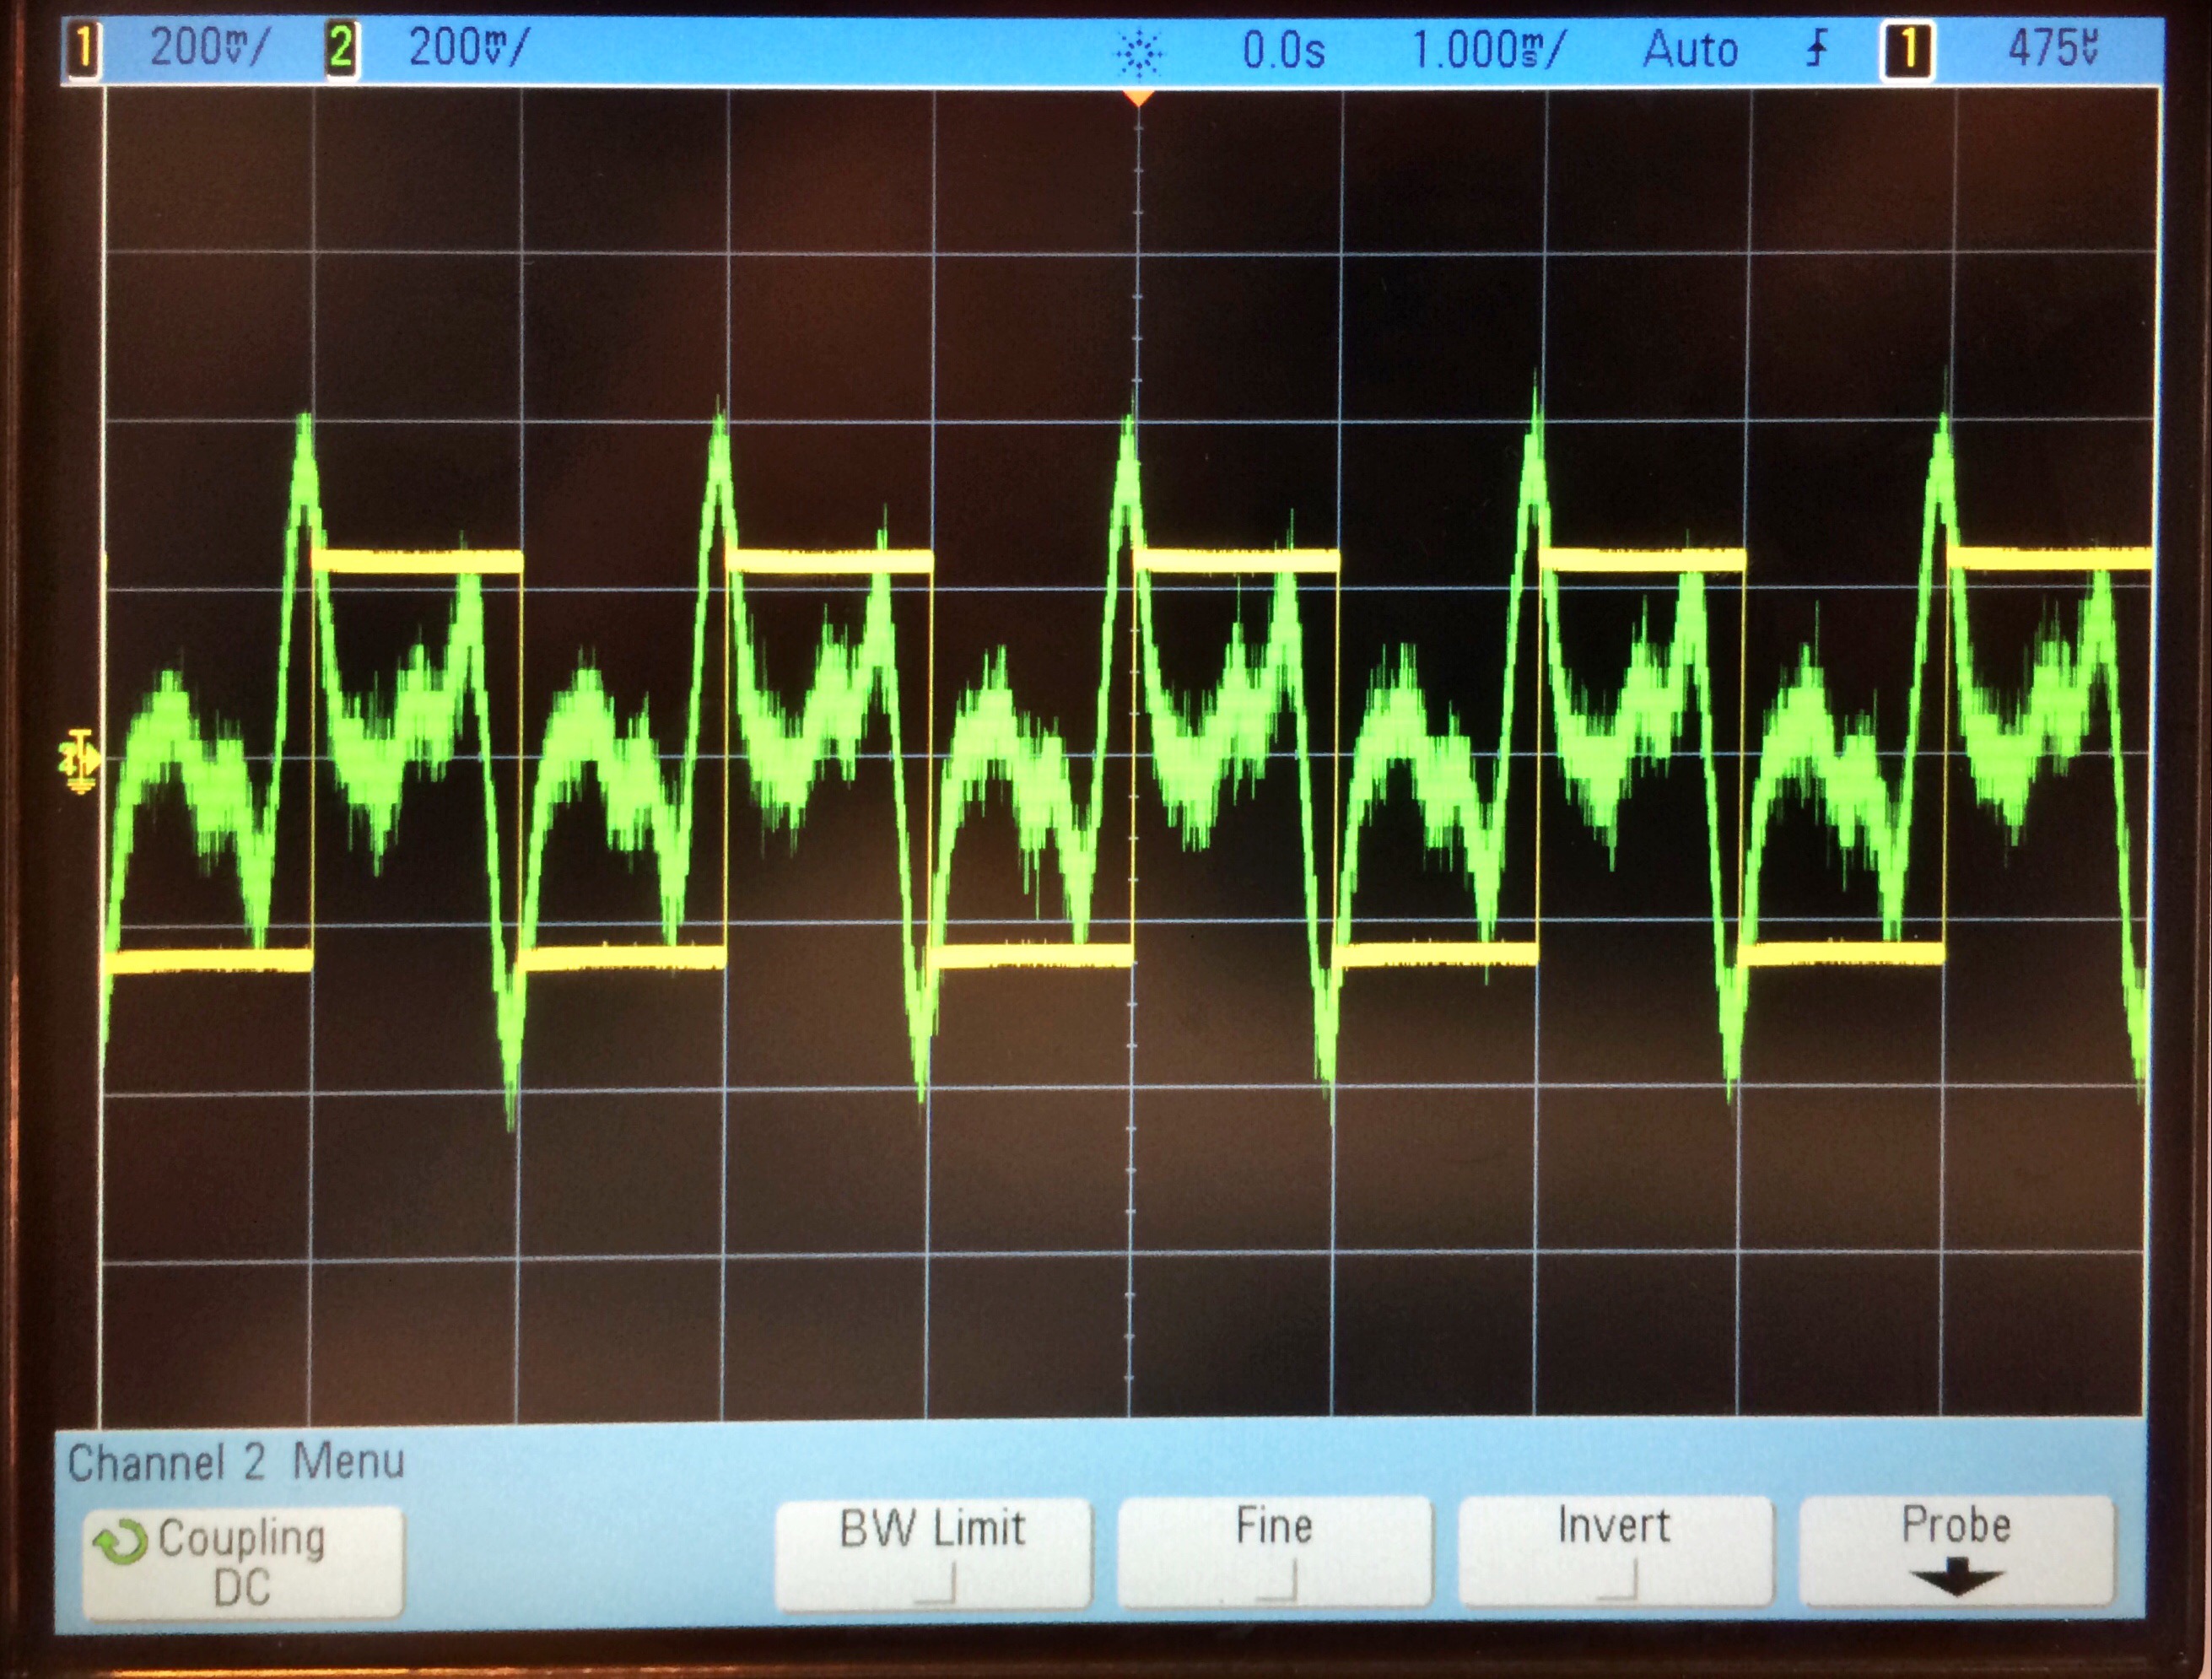 1 200mV/ 2 200mV/ 0.0s 1.000ms/ Auto 1 475µV
Channel 2 Menu
Coupling BW Limit Fine Invert Probe
DC